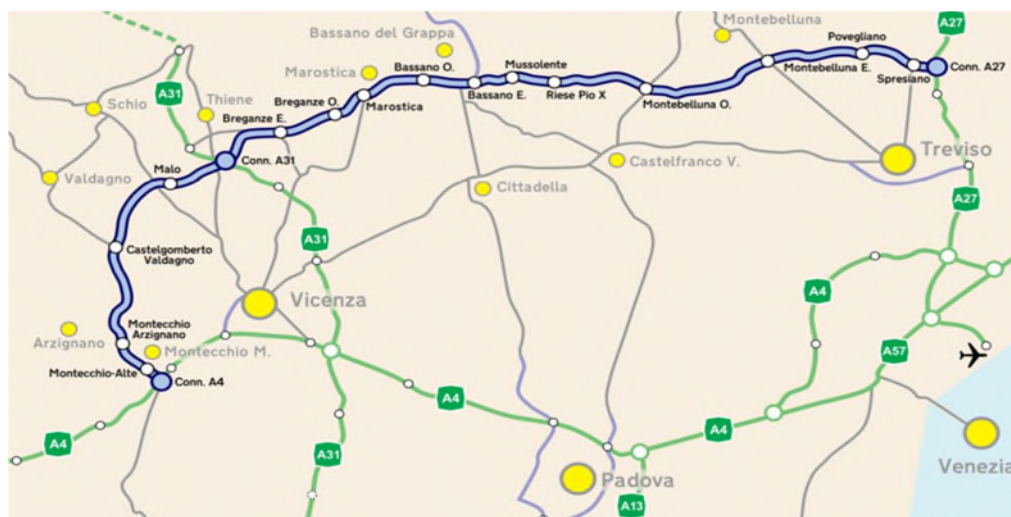 A27
Montebelluna
Bassano del Grappa
Povegliano
Mussolente
Conn. A27
Marostica
Bassano O.
Montebelluna E.
Spresiano
A31
Bassano E.
Riese Pio X
Schio
Thiene
Breganze O.
Marostica
Montebelluna O.
Breganze E.
Treviso
Conn. A31
Castelfranco V.
Malo
Valdagno
Cittadella
A27
A31
Castelgomberto
Valdagno
A4
Vicenza
Montecchio
Arzignano
Arzignano
Montecchio M.
A57
Montecchio-Alte
Conn. A4
A4
A4
A4
A31
Venezia
Padova
A13